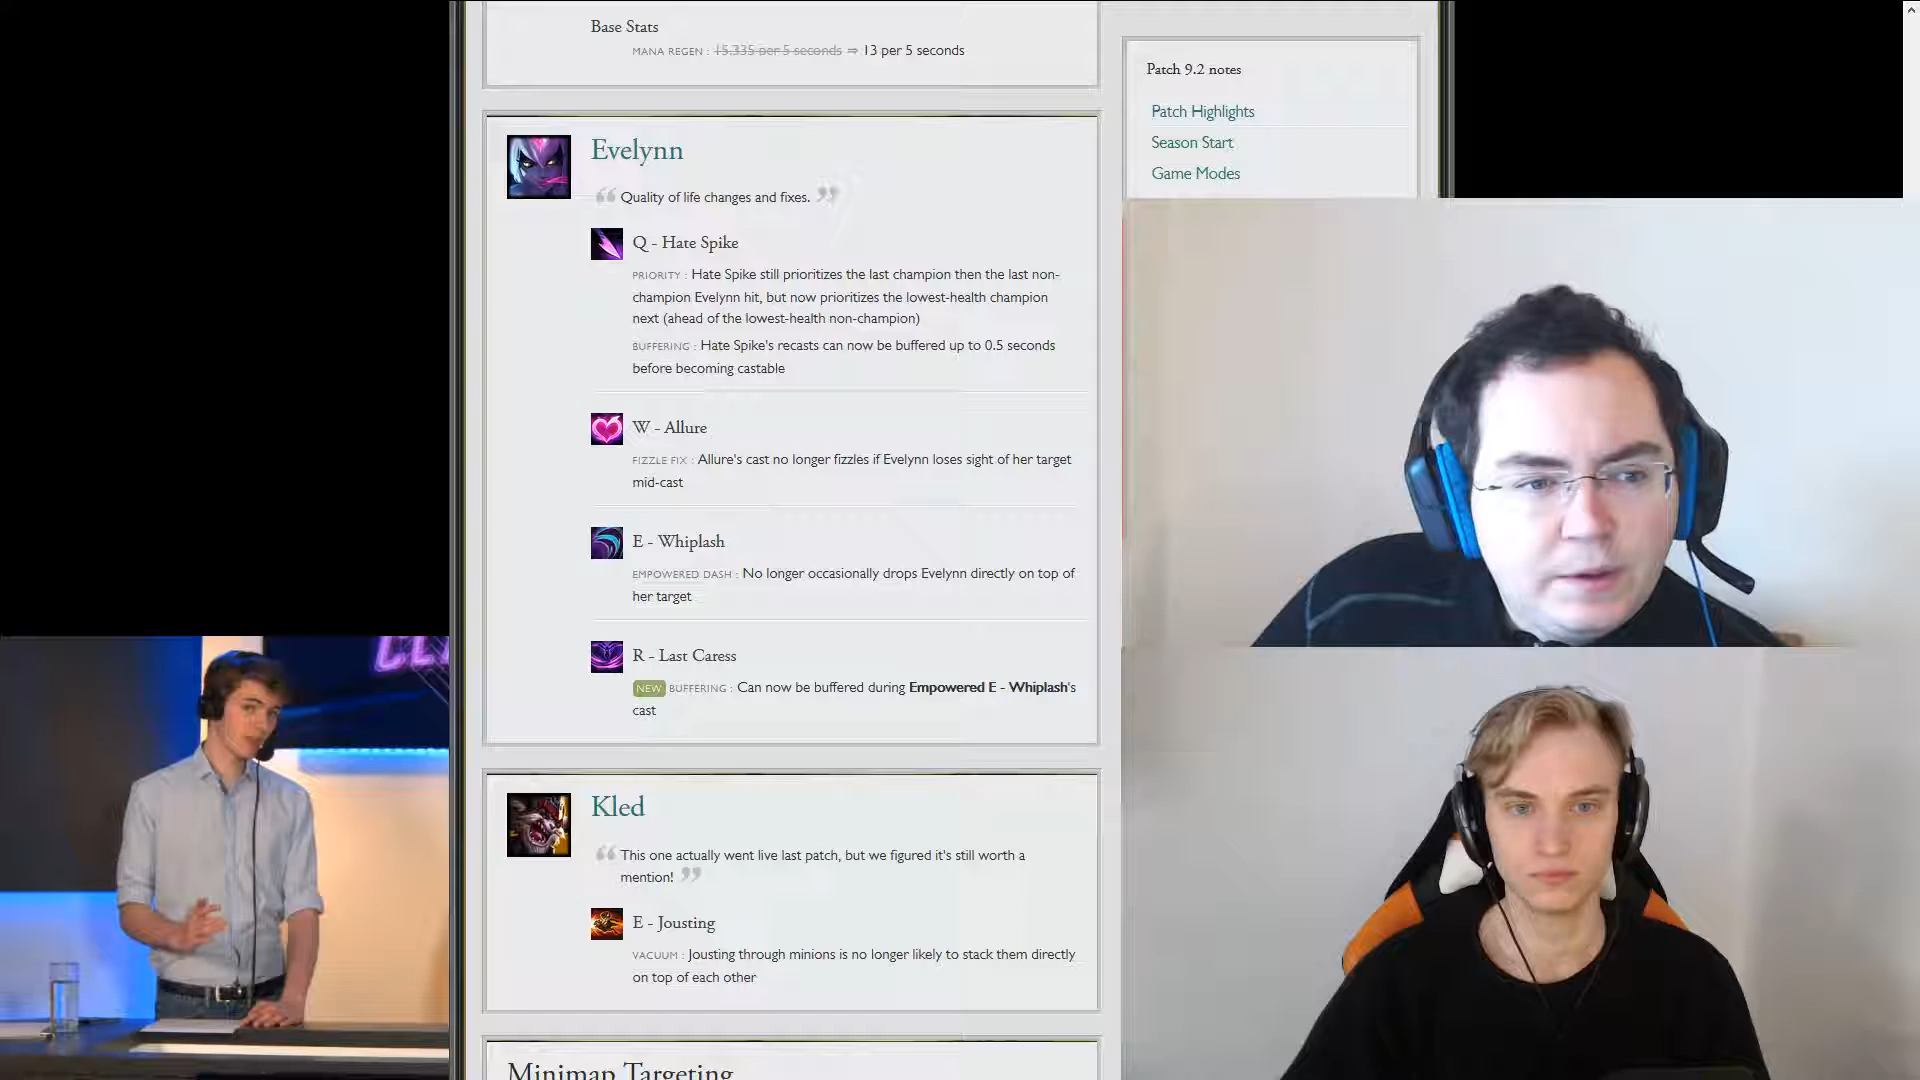 Base Stats
MANA REGEN : 15.335 per 5 seconds ⇒ 13 per 5 seconds
Evelynn
“ Quality of life changes and fixes. ”
Q - Hate Spike
PRIORITY : Hate Spike still prioritizes the last champion then the last non-
champion Evelynn hit, but now prioritizes the lowest-health champion
next (ahead of the lowest-health non-champion)
BUFFERING : Hate Spike's recasts can now be buffered up to 0.5 seconds
before becoming castable
W - Allure
FIZZLE FIX : Allure's cast no longer fizzles if Evelynn loses sight of her target
mid-cast
E - Whiplash
EMPOWERED DASH : No longer occasionally drops Evelynn directly on top of
her target
R - Last Caress
NEW BUFFERING : Can now be buffered during Empowered E - Whiplash's
cast
Kled
“ This one actually went live last patch, but we figured it's still worth a
mention! ”
E - Jousting
VACUUM : Jousting through minions is no longer likely to stack them directly
on top of each other
Minimap Targeting
Patch 9.2 notes
Patch Highlights
Season Start
Game Modes